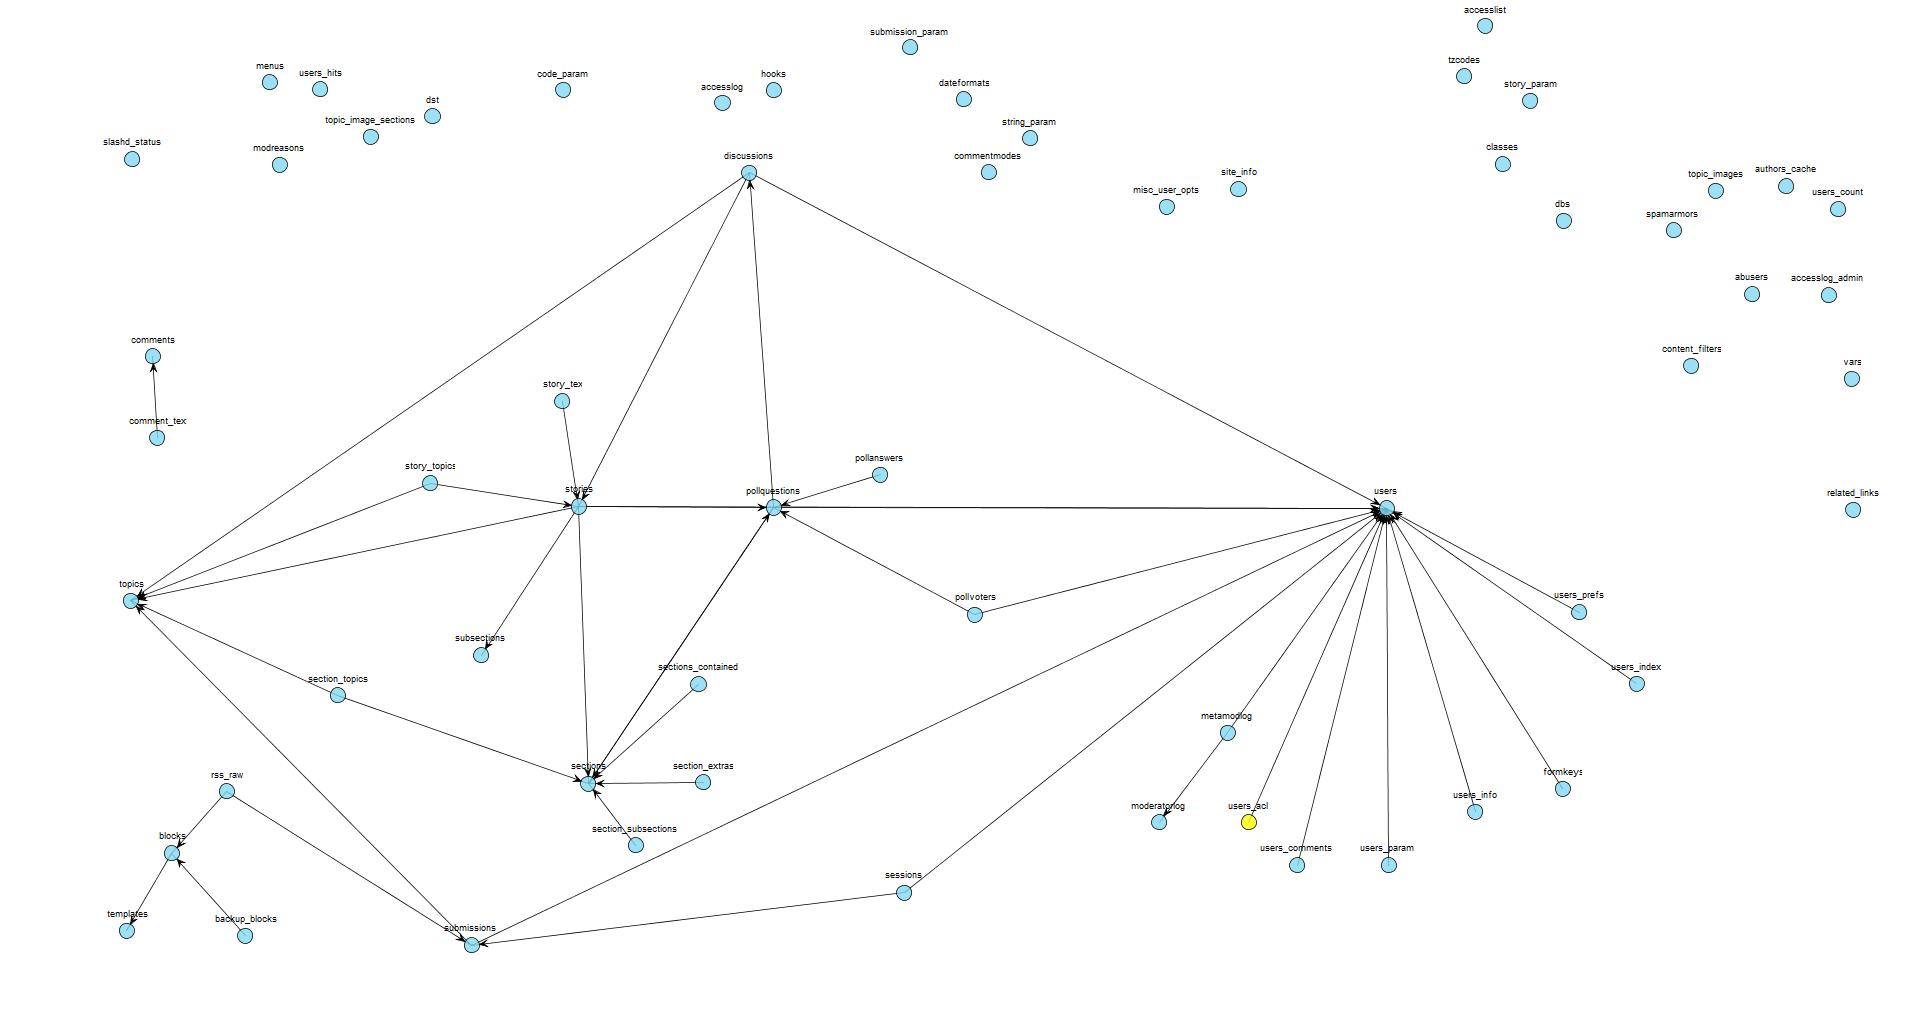 accesslist
submission_param
tzcodes
menus
users_hits
code_param
accesslog
hooks
dateformats
story_param
dst
topic_image_sections
string_param
slashd_status
modreasons
discussions
commentmodes
classes
misc_user_opts
site_info
topic_images
authors_cache
users_count
dbs
spamarmors
abusers
accesslog_admin
comments
content_filters
vars
story_tex
comment_tex
story_topics
pollanswers
stories
pollquestions
users
related_links
topics
pollvoters
users_prefs
subsections
sections_contained
users_index
section_topics
metamodlog
sections
section_extras
rss_raw
formkeys
users_info
moderatorlog
users_acl
blocks
section_subsections
users_comments
users_param
sessions
templates
backup_blocks
submissions